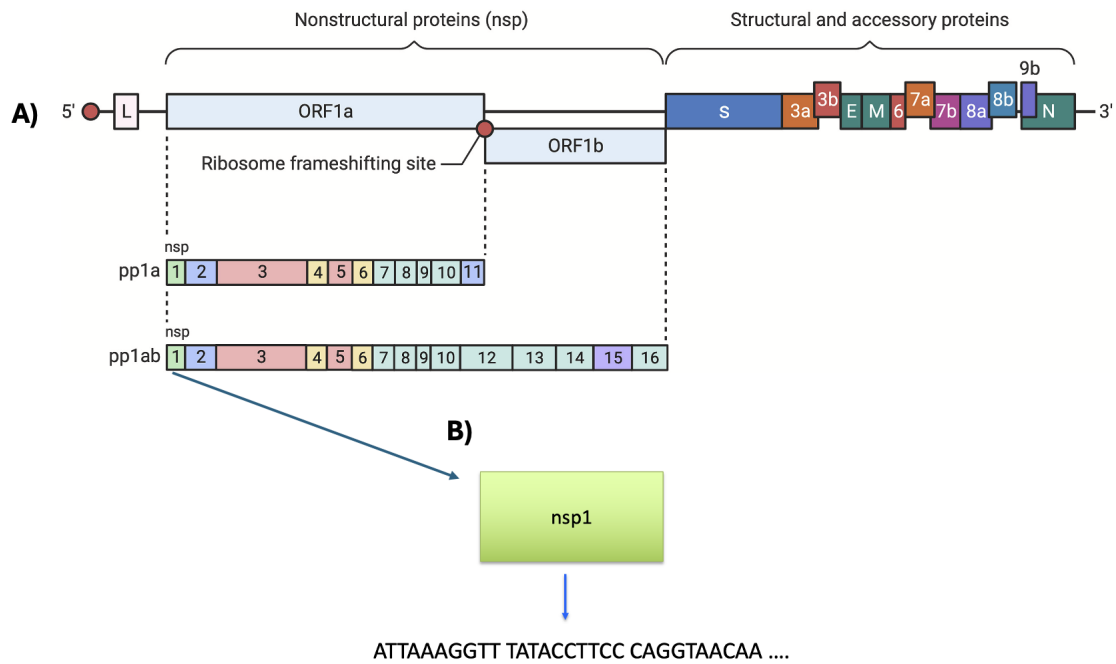 Nonstructural proteins (nsp)
Structural and accessory proteins
A)
5'
L
ORF1a
S
3a
3b
E
M
6
7a
7b
8a
8b
9b
N
3'
Ribosome frameshifting site
ORF1b
nsp
pp1a
1 2 3 4 5 6 7 8 9 10 11
nsp
pp1ab
1 2 3 4 5 6 7 8 9 10 12 13 14 15 16
B)
nsp1
ATTAAAGGTT TATACCTTCC CAGGTAACAA ....